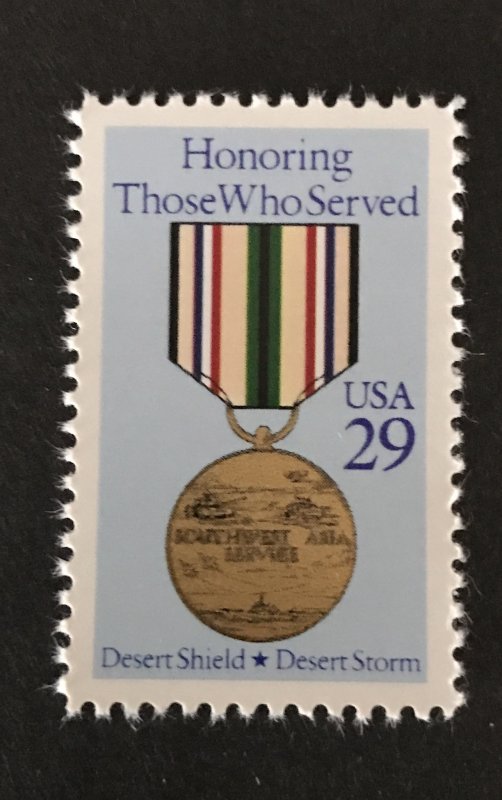 Honoring
Those Who Served
USA
29
SOUTHWEST ASIA
SERVICE
Desert Shield ★ Desert Storm